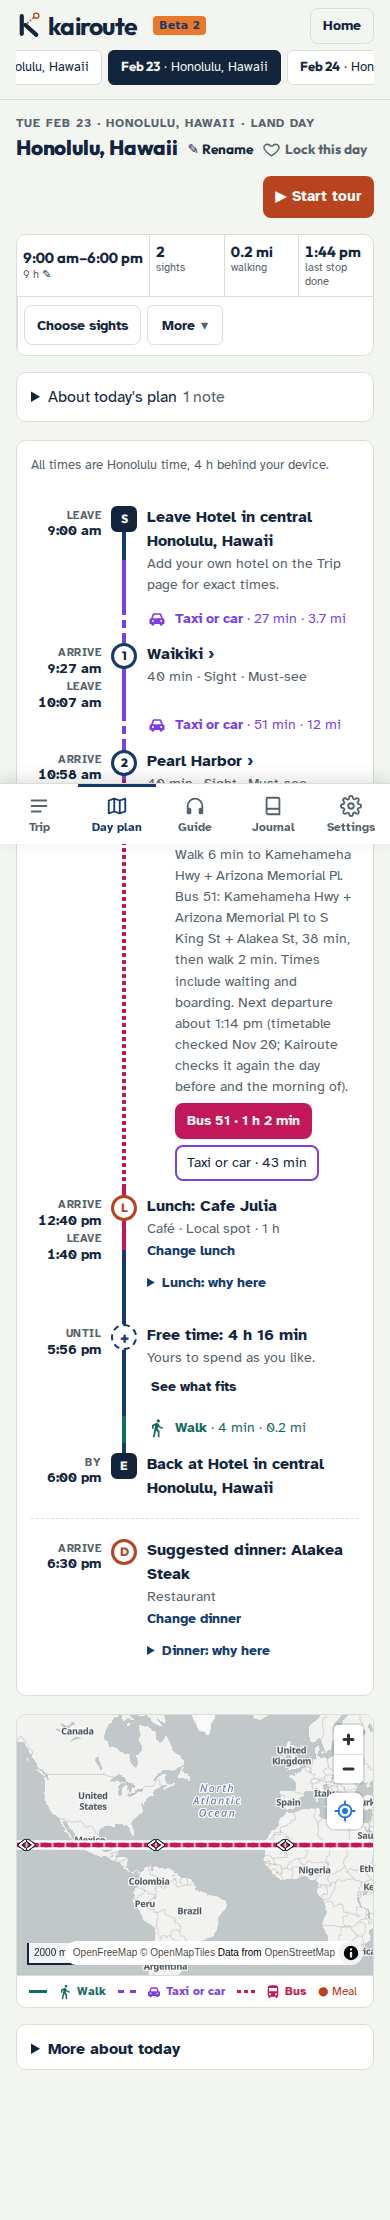 kairoute
Beta 2
Home
olulu, Hawaii
Feb 23 · Honolulu, Hawaii
Feb 24 · Hon
TUE FEB 23 · HONOLULU, HAWAII · LAND DAY
Honolulu, Hawaii
✎ Rename
Lock this day
▶ Start tour
9:00 am–6:00 pm
9 h ✎
2
sights
0.2 mi
walking
1:44 pm
last stop
done
Choose sights
More ▼
▶ About today's plan 1 note
All times are Honolulu time, 4 h behind your device.
LEAVE
9:00 am
S
Leave Hotel in central
Honolulu, Hawaii
Add your own hotel on the Trip
page for exact times.
Taxi or car · 27 min · 3.7 mi
ARRIVE
9:27 am
LEAVE
10:07 am
1
Waikiki ›
40 min · Sight · Must-see
Taxi or car · 51 min · 12 mi
ARRIVE
10:58 am
2
Pearl Harbor ›
40 min · Sight · Must-see
Trip
Day plan
Guide
Journal
Settings
Walk 6 min to Kamehameha
Hwy + Arizona Memorial Pl.
Bus 51: Kamehameha Hwy +
Arizona Memorial Pl to S
King St + Alakea St, 38 min,
then walk 2 min. Times
include waiting and
boarding. Next departure
about 1:14 pm (timetable
checked Nov 20; Kairoute
checks it again the day
before and the morning of).
Bus 51 · 1 h 2 min
Taxi or car · 43 min
ARRIVE
12:40 pm
LEAVE
1:40 pm
L
Lunch: Cafe Julia
Café · Local spot · 1 h
Change lunch
▶ Lunch: why here
UNTIL
5:56 pm
+
Free time: 4 h 16 min
Yours to spend as you like.
See what fits
Walk · 4 min · 0.2 mi
BY
6:00 pm
E
Back at Hotel in central
Honolulu, Hawaii
ARRIVE
6:30 pm
D
Suggested dinner: Alakea
Steak
Restaurant
Change dinner
▶ Dinner: why here
Canada
United
Kingdom
United
States
North
Atlantic
Ocean
Spain
Mexico
Colombia
Nigeria
Peru
Brazil
Argentina
+
−
2000 m
OpenFreeMap © OpenMapTiles Data from OpenStreetMap
Walk
Taxi or car
Bus
Meal
▶ More about today